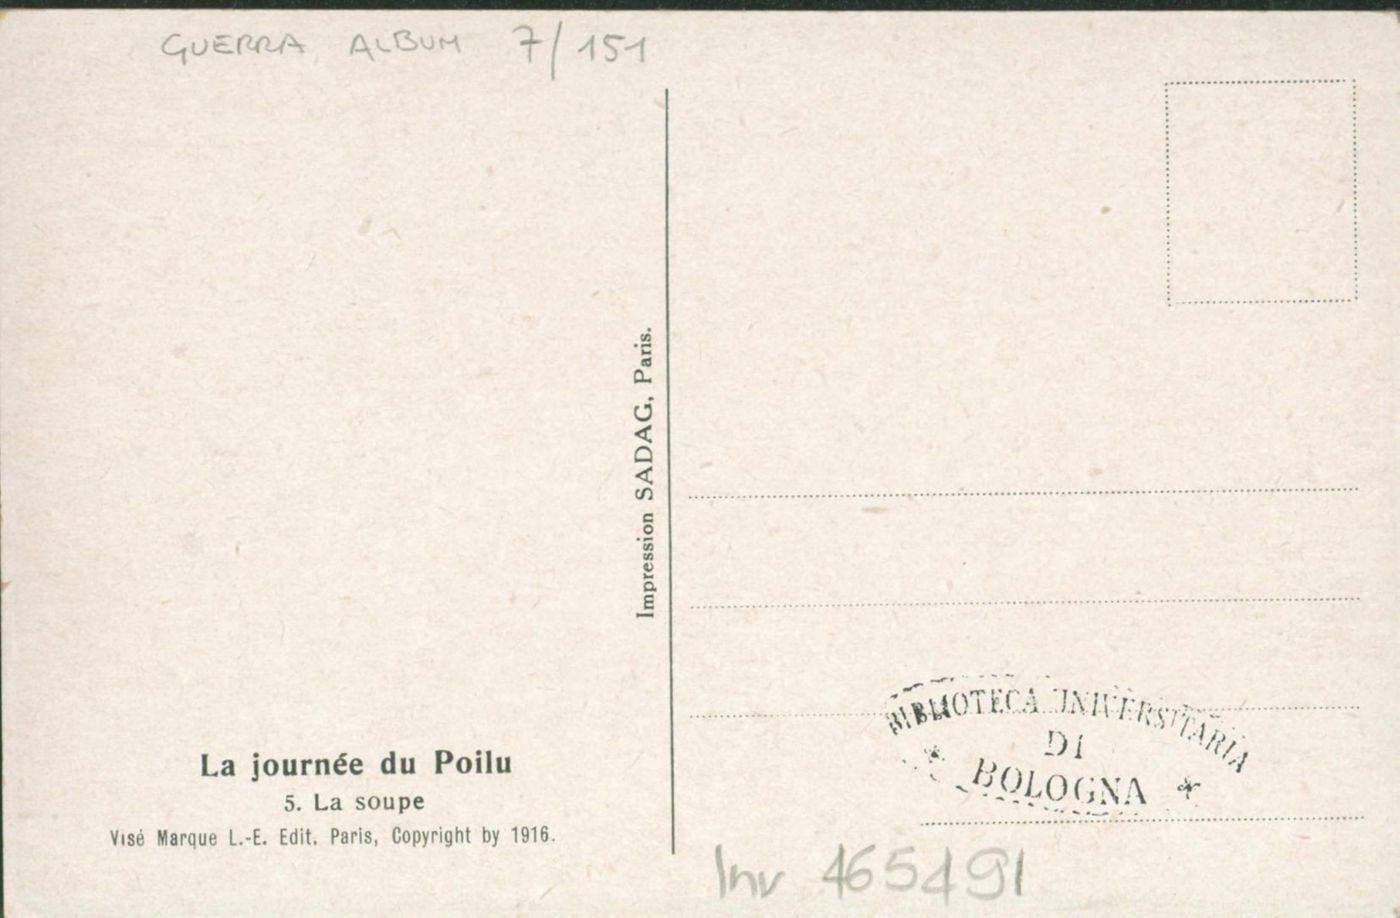 GUERRA ALBUM 7/151
Impression SADAG, Paris.
La journée du Poilu
5. La soupe
Visé Marque L.-E. Edit. Paris, Copyright by 1916.
BIBLIOTECA UNIVERSITARIA
DI
BOLOGNA
Inv 465491